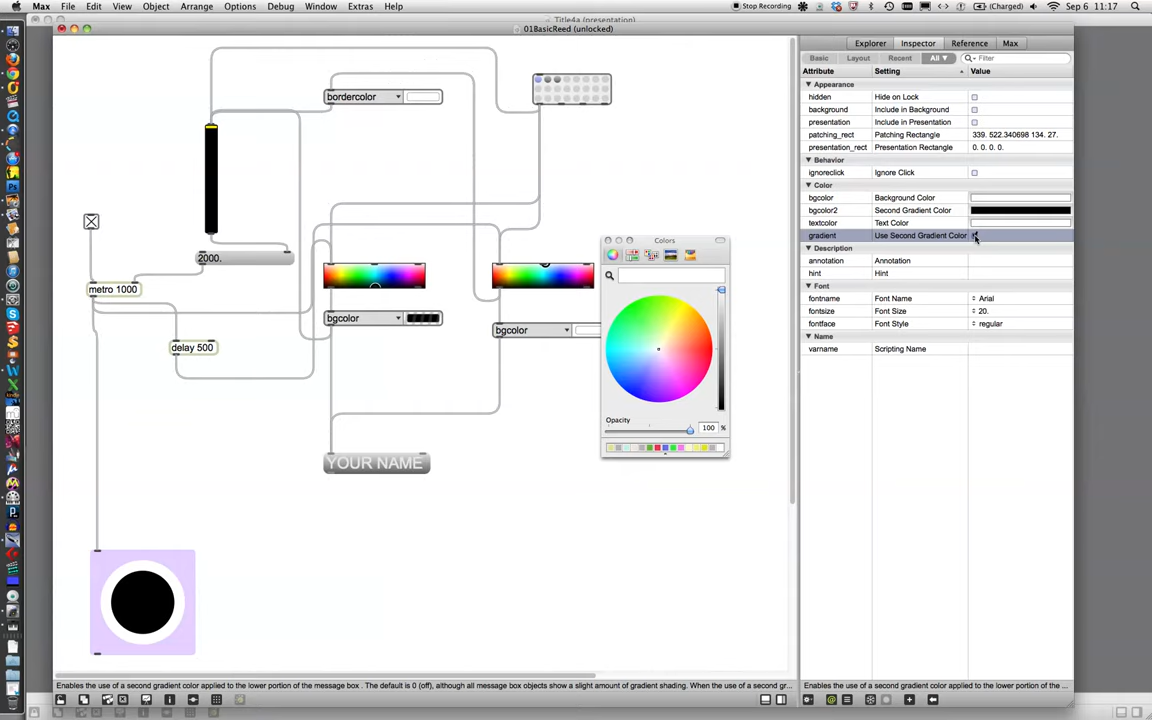 Max File Edit View Object Arrange Options Debug Window Extras Help
Stop Recording (Charged) Sep 6 11:17
Title4a (presentation)
01BasicReed (unlocked)
Explorer Inspector Reference Max
Basic Layout Recent All Filter
Attribute Setting Value
Appearance
hidden Hide on Lock
background Include in Background
presentation Include in Presentation
patching_rect Patching Rectangle 339. 522.340698 134. 27.
presentation_rect Presentation Rectangle 0. 0. 0. 0.
Behavior
ignoreclick Ignore Click
Color
bgcolor Background Color
bgcolor2 Second Gradient Color
textcolor Text Color
gradient Use Second Gradient Color
Description
annotation Annotation
hint Hint
Font
fontname Font Name Arial
fontsize Font Size 20.
fontface Font Style regular
Name
varname Scripting Name
bordercolor
2000.
metro 1000
delay 500
bgcolor
bgcolor
YOUR NAME
Colors
Opacity
100 %
Enables the use of a second gradient color applied to the lower portion of the message box . The default is 0 (off), although all message box objects show a slight amount of gradient shading. When the use of a second gr...
Enables the use of a second gradient color applied to the lower portion of the ...